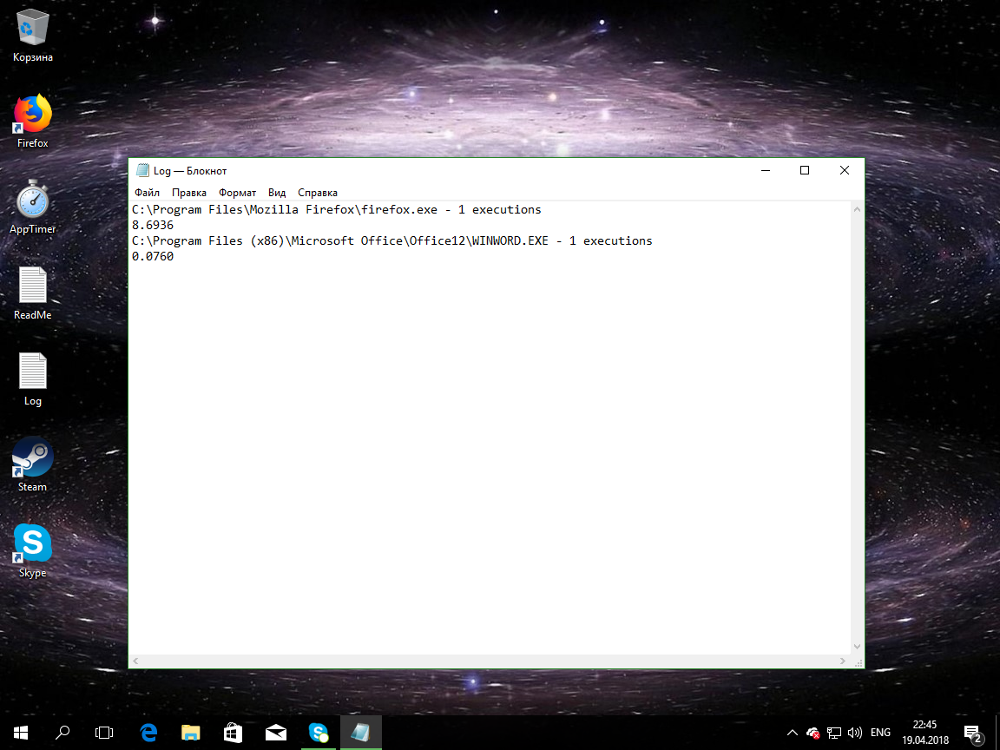 Корзина
Firefox
AppTimer
ReadMe
Log
Steam
S
Skype
Log — Блокнот
Файл Правка Формат Вид Справка
C:\Program Files\Mozilla Firefox\firefox.exe - 1 executions
8.6936
C:\Program Files (x86)\Microsoft Office\Office12\WINWORD.EXE - 1 executions
0.0760
ENG
22:45
19.04.2018
2